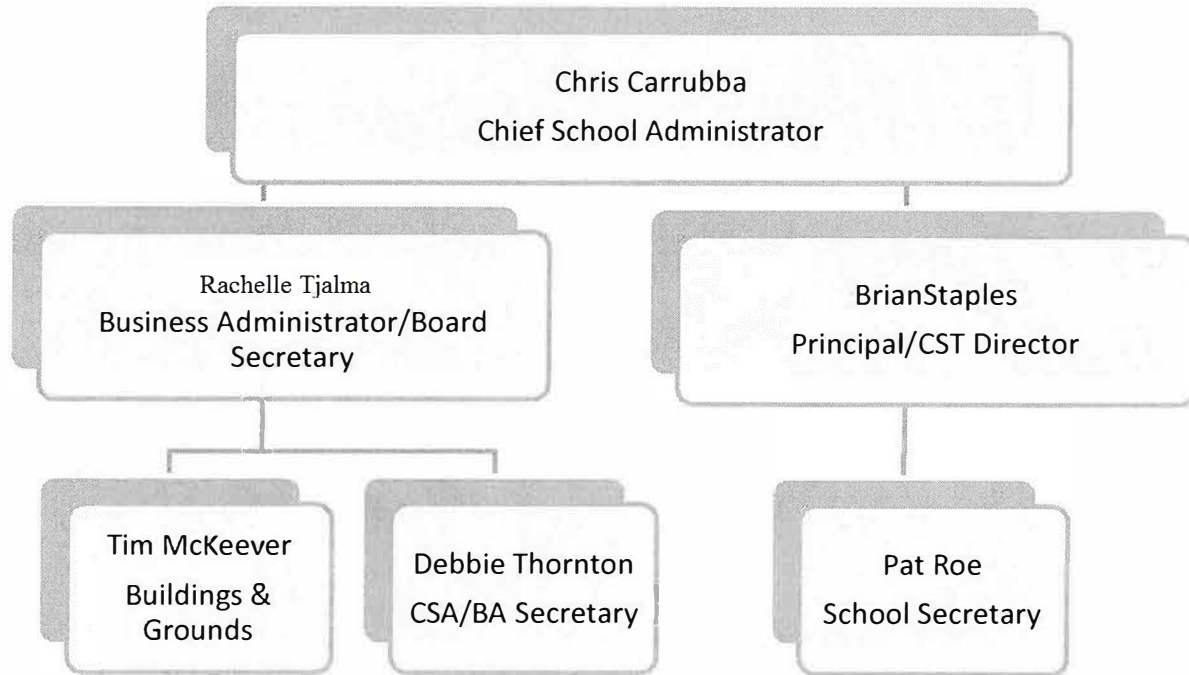 Chris Carrubba
Chief School Administrator
Rachelle Tjalma
Business Administrator/Board
Secretary
BrianStaples
Principal/CST Director
Tim McKeever
Buildings &
Grounds
Debbie Thornton
CSA/BA Secretary
Pat Roe
School Secretary